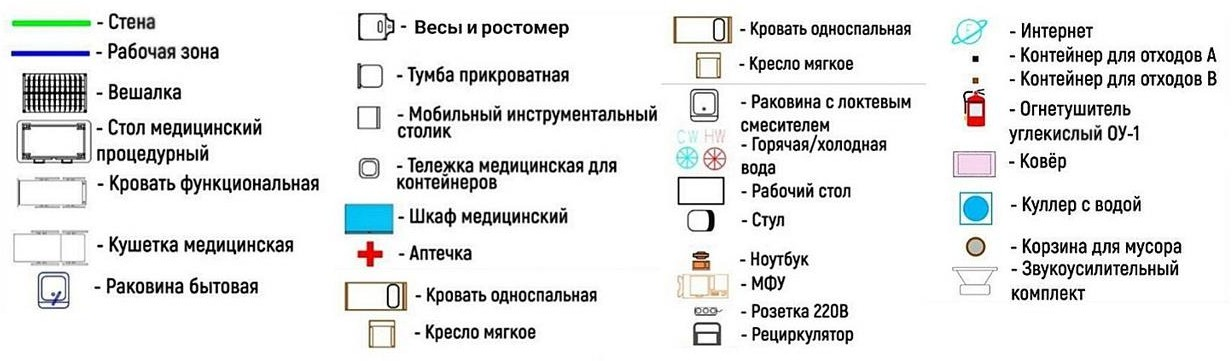 - Стена
- Рабочая зона
- Вешалка
- Стол медицинский
процедурный
- Кровать функциональная
- Кушетка медицинская
- Раковина бытовая
- Весы и ростомер
- Тумба прикроватная
- Мобильный инструментальный
столик
- Тележка медицинская для
контейнеров
- Шкаф медицинский
- Аптечка
- Кровать односпальная
- Кресло мягкое
- Кровать односпальная
- Кресло мягкое
- Раковина с локтевым
смесителем
CW HW
- Горячая/холодная
вода
- Рабочий стол
- Стул
- Ноутбук
- МФУ
- Розетка 220В
- Рециркулятор
- Интернет
- Контейнер для отходов А
- Контейнер для отходов В
- Огнетушитель
углекислый ОУ-1
- Ковёр
- Куллер с водой
- Корзина для мусора
- Звукоусилительный
комплект